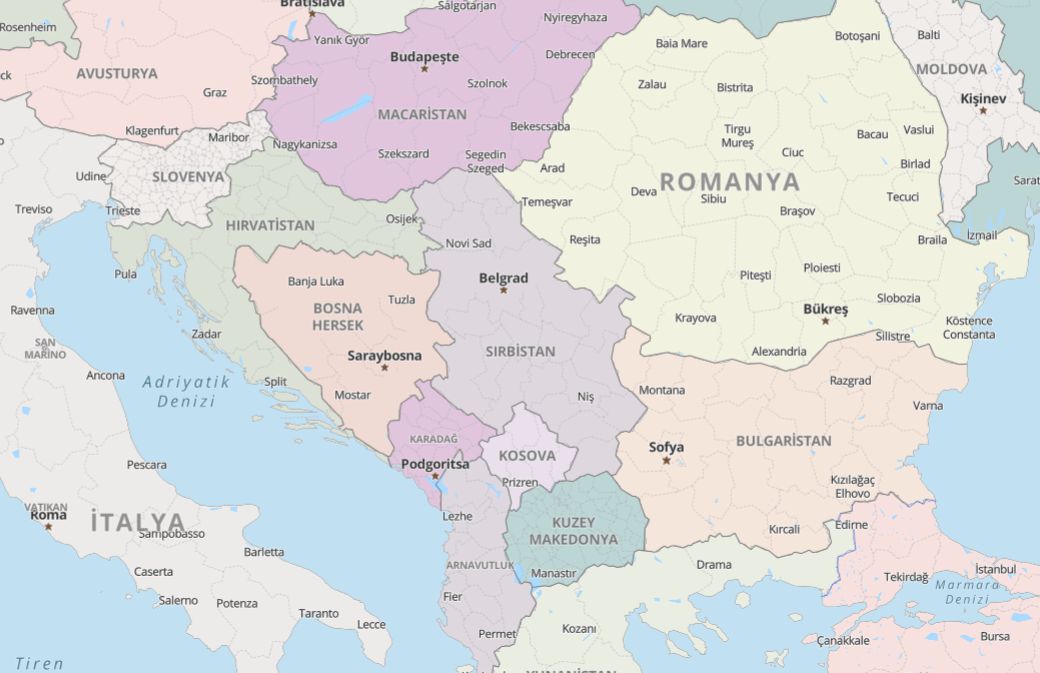 Bratislava
Sálgotarjan
Nyiregyhaza
Rosenheim
Yanık Györ
Botoşani
Balti
Baia Mare
Budapeşte
Debrecen
ck
AVUSTURYA
Szombathely
Szolnok
Zalau
Bistrita
MOLDOVA
Graz
Kişinev
MACARİSTAN
Klagenfurt
Maribor
Bekescsaba
Tirgu
Mureş
Bacau
Vaslui
Nagykanizsa
Szekszard
Segedin
Szeged
Ciuc
Arad
Birlad
Udine
SLOVENYA
ROMANYA
Sarat
Deva
Sibiu
Tecuci
Treviso
Trieste
Temeşvar
Braşov
Osijek
HIRVATİSTAN
Novi Sad
Reşita
Braila
İzmail
Pula
Banja Luka
Belgrad
Piteşti
Ploiesti
Tuzla
Slobozia
Ravenna
BOSNA
HERSEK
Krayova
Bükreş
Köstence
Constanta
Zadar
SAN
MARİNO
Saraybosna
SIRBİSTAN
Alexandria
Silistre
Ancona
Adriyatik
Denizi
Split
Mostar
Niş
Montana
Razgrad
Varna
KARADAĞ
Sofya
BULGARİSTAN
Pescara
Podgoritsa
KOSOVA
Prizren
Kızılağaç
Elhovo
VATİKAN
Roma
İTALYA
Sampobasso
Lezhe
KUZEY
MAKEDONYA
Kırcali
Edirne
Barletta
ARNAVUTLUK
Manastır
Drama
İstanbul
Caserta
Tekirdağ
Marmara
Denizi
Salerno
Potenza
Fier
Taranto
Lecce
Permet
Kozanı
Çanakkale
Bursa
Tiren